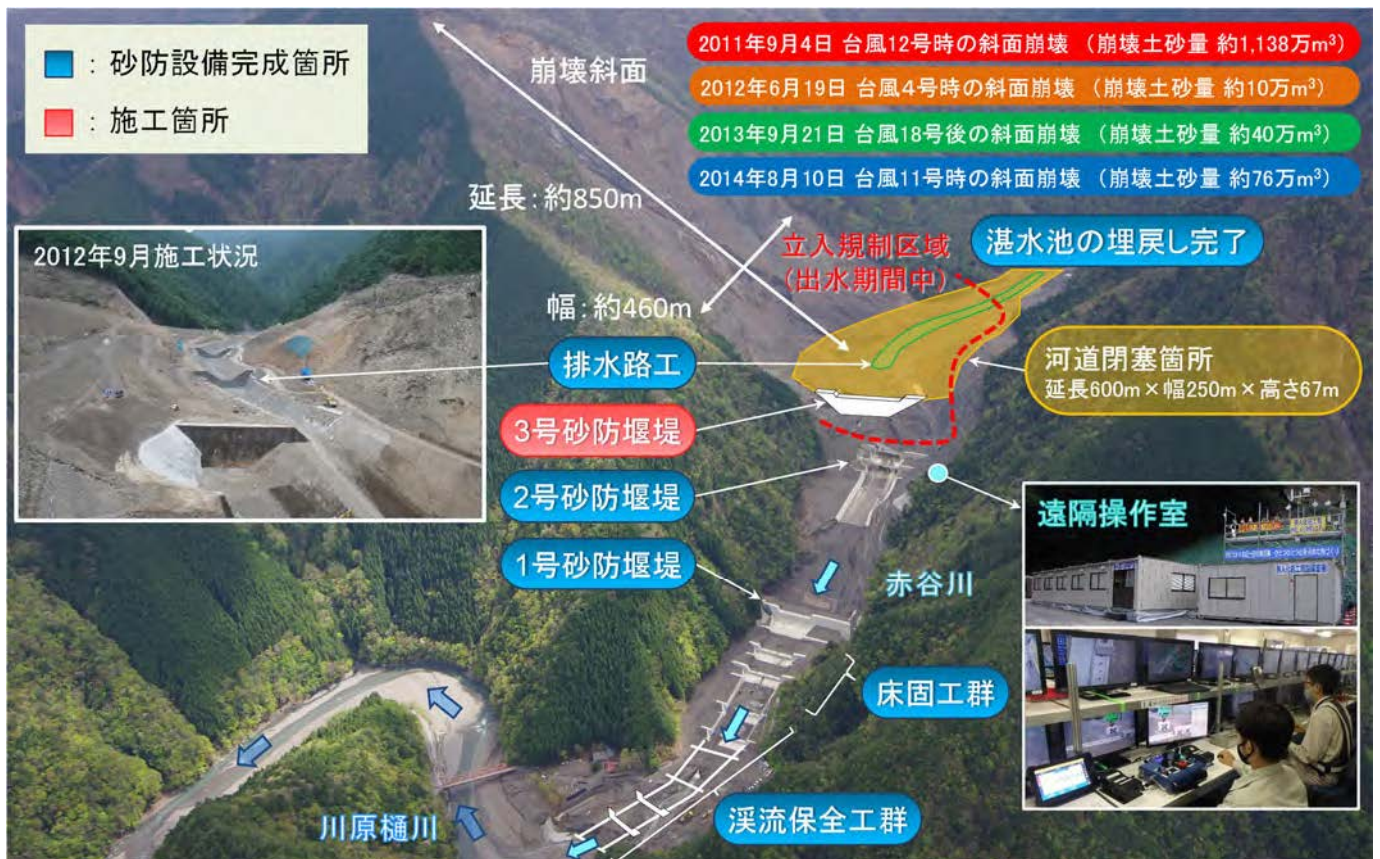 : 砂防設備完成箇所
: 施工箇所
崩壊斜面
2011年9月4日 台風12号時の斜面崩壊 (崩壊土砂量 約1,138万m³)
2012年6月19日 台風4号時の斜面崩壊 (崩壊土砂量 約10万m³)
2013年9月21日 台風18号後の斜面崩壊 (崩壊土砂量 約40万m³)
2014年8月10日 台風11号時の斜面崩壊 (崩壊土砂量 約76万m³)
延長:約850m
2012年9月施工状況
立入規制区域
(出水期間中)
湛水池の埋戻し完了
幅:約460m
排水路工
河道閉塞箇所
延長600m×幅250m×高さ67m
3号砂防堰堤
2号砂防堰堤
1号砂防堰堤
遠隔操作室
赤谷川
床固工群
渓流保全工群
川原樋川